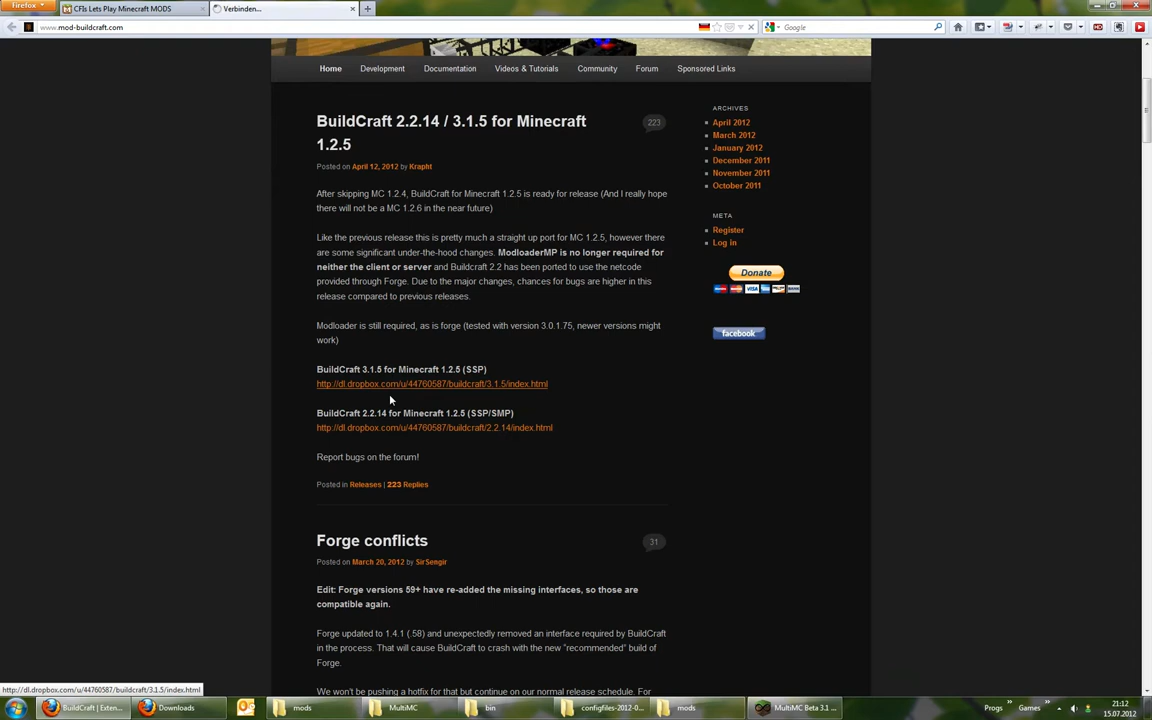 Firefox
CFIs Lets Play Minecraft MODS
Verbinden...
www.mod-buildcraft.com
Google
Home Development Documentation Videos & Tutorials Community Forum Sponsored Links
BuildCraft 2.2.14 / 3.1.5 for Minecraft
1.2.5
223
Posted on April 12, 2012 by Krapht
After skipping MC 1.2.4, BuildCraft for Minecraft 1.2.5 is ready for release (And I really hope
there will not be a MC 1.2.6 in the near future)
Like the previous release this is pretty much a straight up port for MC 1.2.5, however there
are some significant under-the-hood changes. ModloaderMP is no longer required for
neither the client or server and Buildcraft 2.2 has been ported to use the netcode
provided through Forge. Due to the major changes, chances for bugs are higher in this
release compared to previous releases.
Modloader is still required, as is forge (tested with version 3.0.1.75, newer versions might
work)
BuildCraft 3.1.5 for Minecraft 1.2.5 (SSP)
http://dl.dropbox.com/u/44760587/buildcraft/3.1.5/index.html
BuildCraft 2.2.14 for Minecraft 1.2.5 (SSP/SMP)
http://dl.dropbox.com/u/44760587/buildcraft/2.2.14/index.html
Report bugs on the forum!
Posted in Releases | 223 Replies
Forge conflicts
31
Posted on March 20, 2012 by SirSengir
Edit: Forge versions 59+ have re-added the missing interfaces, so those are
compatible again.
Forge updated to 1.4.1 (.58) and unexpectedly removed an interface required by BuildCraft
in the process. That will cause BuildCraft to crash with the new "recommended" build of
Forge.
We won't be pushing a hotfix for that but continue on our normal release schedule. For
ARCHIVES
April 2012
March 2012
January 2012
December 2011
November 2011
October 2011
META
Register
Log in
Donate
VISA
facebook
http://dl.dropbox.com/u/44760587/buildcraft/3.1.5/index.html
BuildCraft | Exten...
Downloads
mods
MultiMC
bin
configfiles-2012-0...
mods
MultiMC Beta 3.1 ...
Progs
Games
21:12
15.07.2012